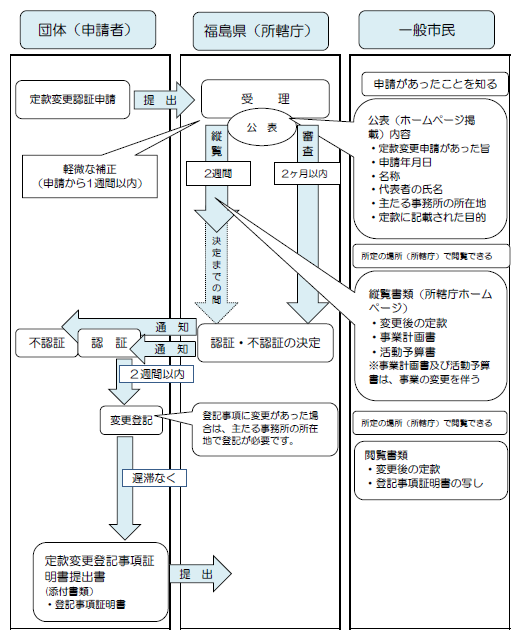 団体（申請者）
福島県（所轄庁）
一般市民
申請があったことを知る
定款変更認証申請
提　出
受　理
公　表
縦覧
審査
軽微な補正
（申請から1週間以内）
２週間
２ヶ月以内
公表（ホームページ掲
載）内容
・定款変更申請があった旨
・申請年月日
・名称
・代表者の氏名
・主たる事務所の所在地
・定款に記載された目的
決定までの間
所定の場所（所轄庁）で閲覧できる
縦覧書類（所轄庁ホーム
ページ）
・変更後の定款
・事業計画書
・活動予算書
※事業計画書及び活動予算
書は、事業の変更を伴う
通　知
不認証
認　証
通　知
認証・不認証の決定
２週間以内
変更登記
登記事項に変更があった場
合は、主たる事務所の所在
地で登記が必要です。
所定の場所（所轄庁）で閲覧できる
閲覧書類
・変更後の定款
・登記事項証明書の写し
遅滞なく
定款変更登記事項証
明書提出書
(添付書類)
・登記事項証明書
提　出